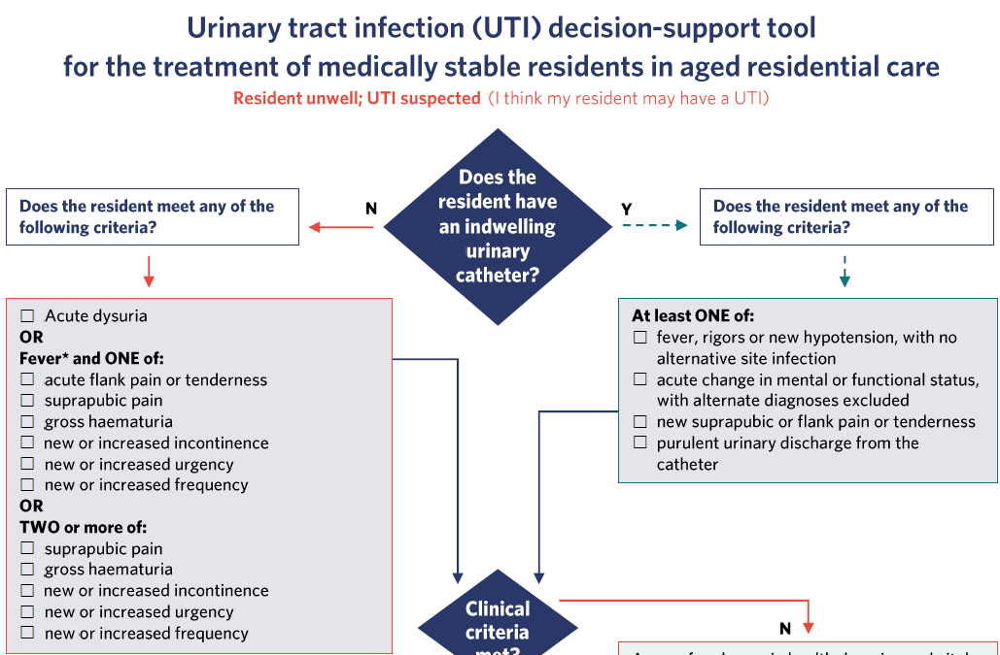 Urinary tract infection (UTI) decision-support tool
for the treatment of medically stable residents in aged residential care
Resident unwell; UTI suspected (I think my resident may have a UTI)
Does the
resident have
an indwelling
urinary
catheter?
N
Y
Does the resident meet any of the
following criteria?
Does the resident meet any of the
following criteria?
☐ Acute dysuria
OR
Fever* and ONE of:
☐ acute flank pain or tenderness
☐ suprapubic pain
☐ gross haematuria
☐ new or increased incontinence
☐ new or increased urgency
☐ new or increased frequency
OR
TWO or more of:
☐ suprapubic pain
☐ gross haematuria
☐ new or increased incontinence
☐ new or increased urgency
☐ new or increased frequency
At least ONE of:
☐ fever, rigors or new hypotension, with no
alternative site infection
☐ acute change in mental or functional status,
with alternate diagnoses excluded
☐ new suprapubic or flank pain or tenderness
☐ purulent urinary discharge from the
catheter
Clinical
criteria
met?
N